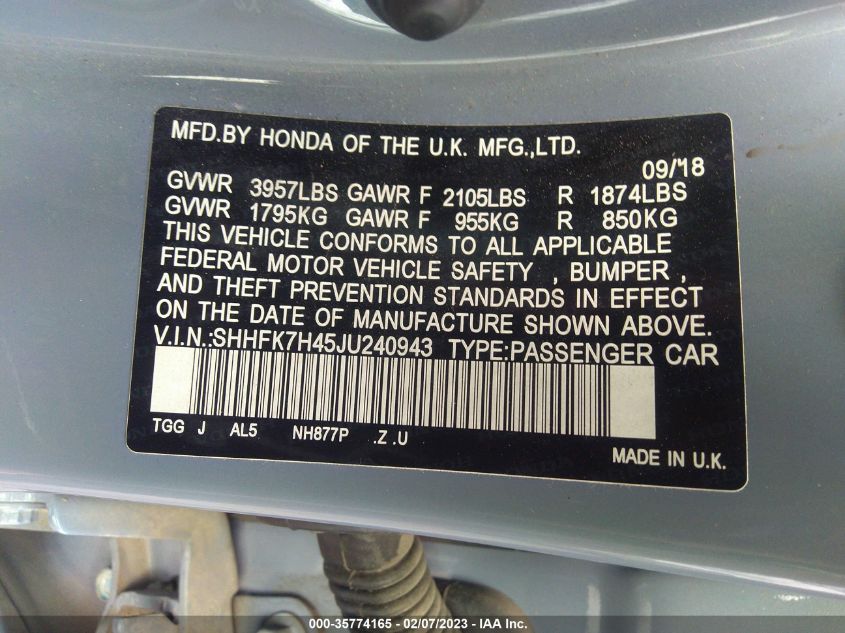 MFD.BY HONDA OF THE U.K. MFG.,LTD.
09/'18
GVWR 3957LBS GAWR F 2105LBS R 1874LBS
GVWR 1795KG GAWR F 955KG R 850KG
THIS VEHICLE CONFORMS TO ALL APPLICABLE
FEDERAL MOTOR VEHICLE SAFETY , BUMPER ,
AND THEFT PREVENTION STANDARDS IN EFFECT
ON THE DATE OF MANUFACTURE SHOWN ABOVE.
V.I.N.:SHHFK7H45JU240943 TYPE:PASSENGER CAR
TGG J AL5 NH877P .Z .U
MADE IN U.K.
000-35774165 — 02/07/2023 — IAA Inc.